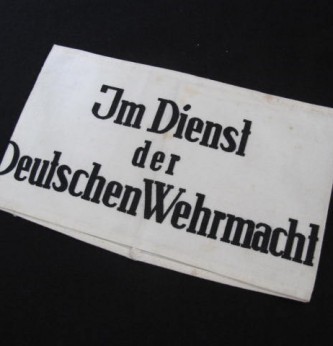 Im Dienst
der
Deutschen Wehrmacht